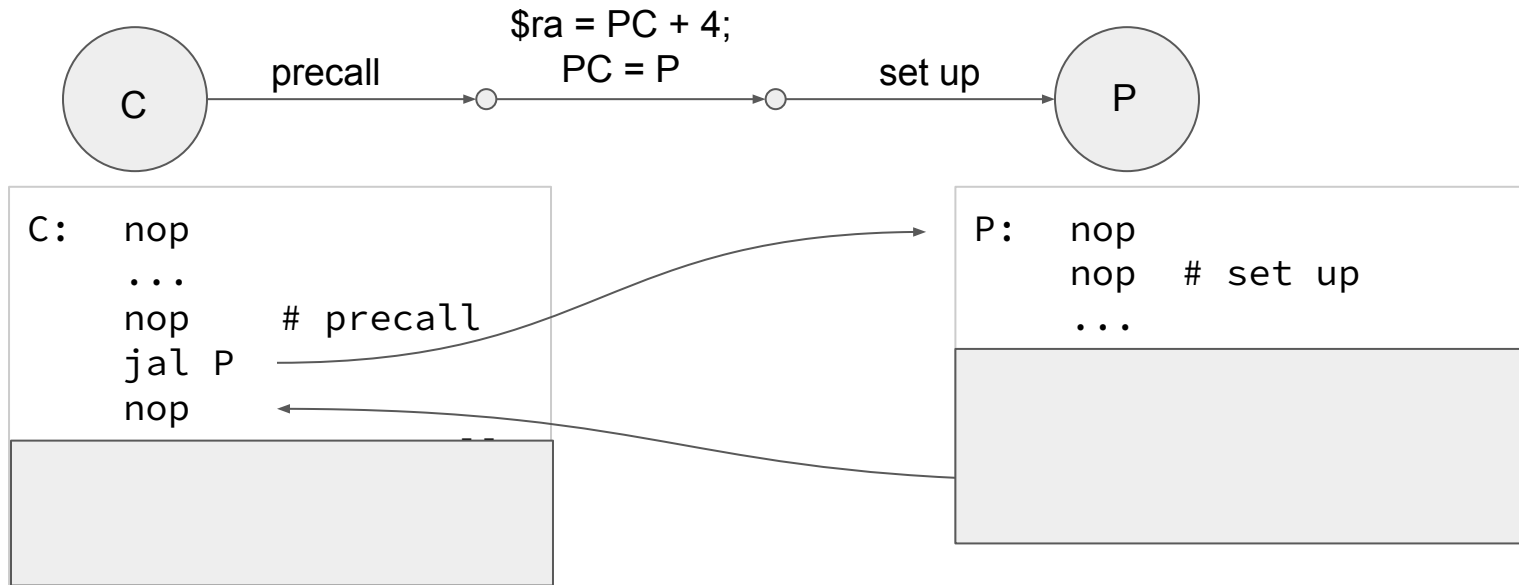 $ra = PC + 4;
precall PC = P set up
C P
C: nop
...
nop # precall
jal P
nop
P: nop
nop # set up
...